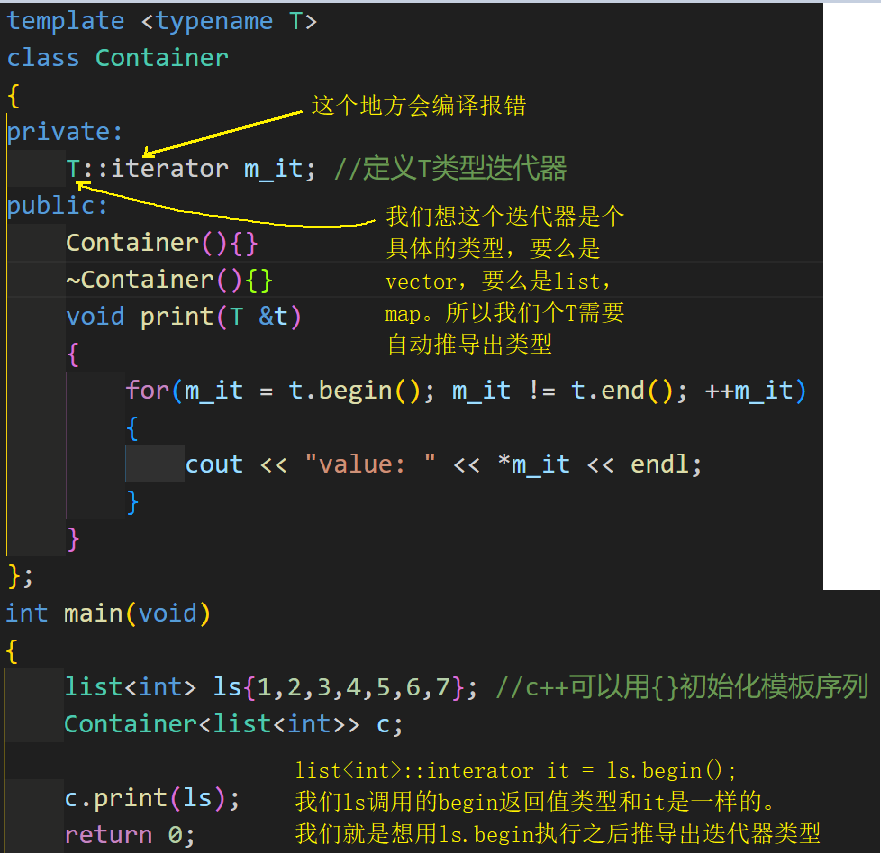 template <typename T>
class Container
{
这个地方会编译报错
private:
T::iterator m_it; //定义T类型迭代器
public:
我们想这个迭代器是个
Container(){}
具体的类型，要么是
~Container(){}
vector，要么是list，
void print(T &t)
map。所以我们个T需要
{
自动推导出类型
for(m_it = t.begin(); m_it != t.end(); ++m_it)
{
cout << "value: " << *m_it << endl;
}
}
};
int main(void)
{
list<int> ls{1,2,3,4,5,6,7}; //c++可以用{}初始化模板序列
Container<list<int>> c;
list<int>::interator it = ls.begin();
c.print(ls);
我们ls调用的begin返回值类型和it是一样的。
return 0;
我们就是想用ls.begin执行之后推导出迭代器类型